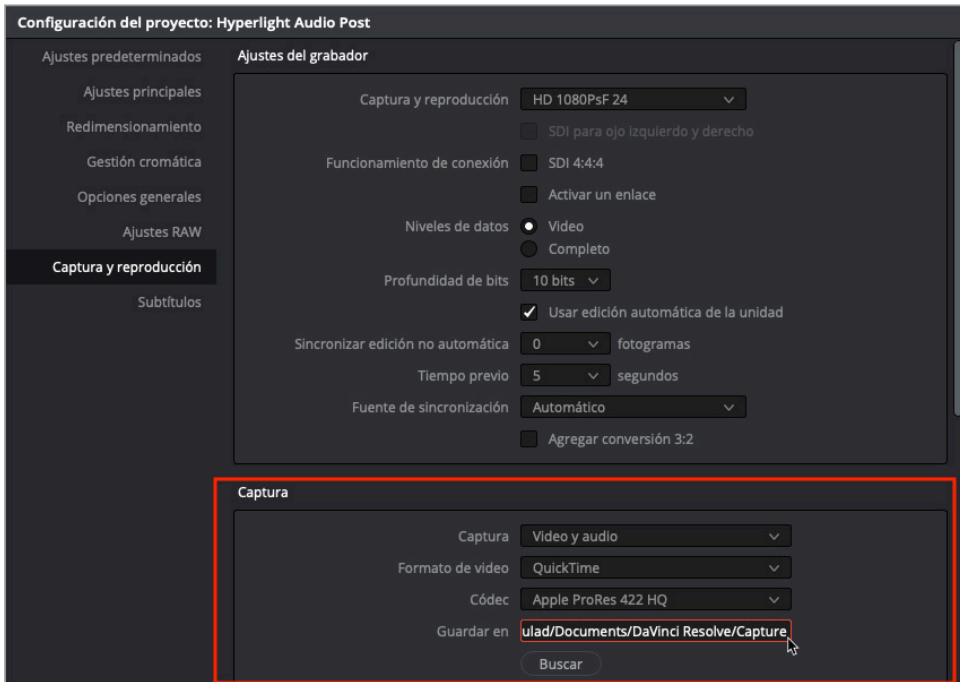 Configuración del proyecto: Hyperlight Audio Post
Ajustes predeterminados
Ajustes principales
Redimensionamiento
Gestión cromática
Opciones generales
Ajustes RAW
Captura y reproducción
Subtítulos
Ajustes del grabador
Captura y reproducción HD 1080PsF 24
SDI para ojo izquierdo y derecho
Funcionamiento de conexión SDI 4:4:4
Activar un enlace
Niveles de datos Video
Completo
Profundidad de bits 10 bits
Usar edición automática de la unidad
Sincronizar edición no automática 0 fotogramas
Tiempo previo 5 segundos
Fuente de sincronización Automático
Agregar conversión 3:2
Captura
Captura Video y audio
Formato de video QuickTime
Códec Apple ProRes 422 HQ
Guardar en ulad/Documents/DaVinci Resolve/Capture
Buscar